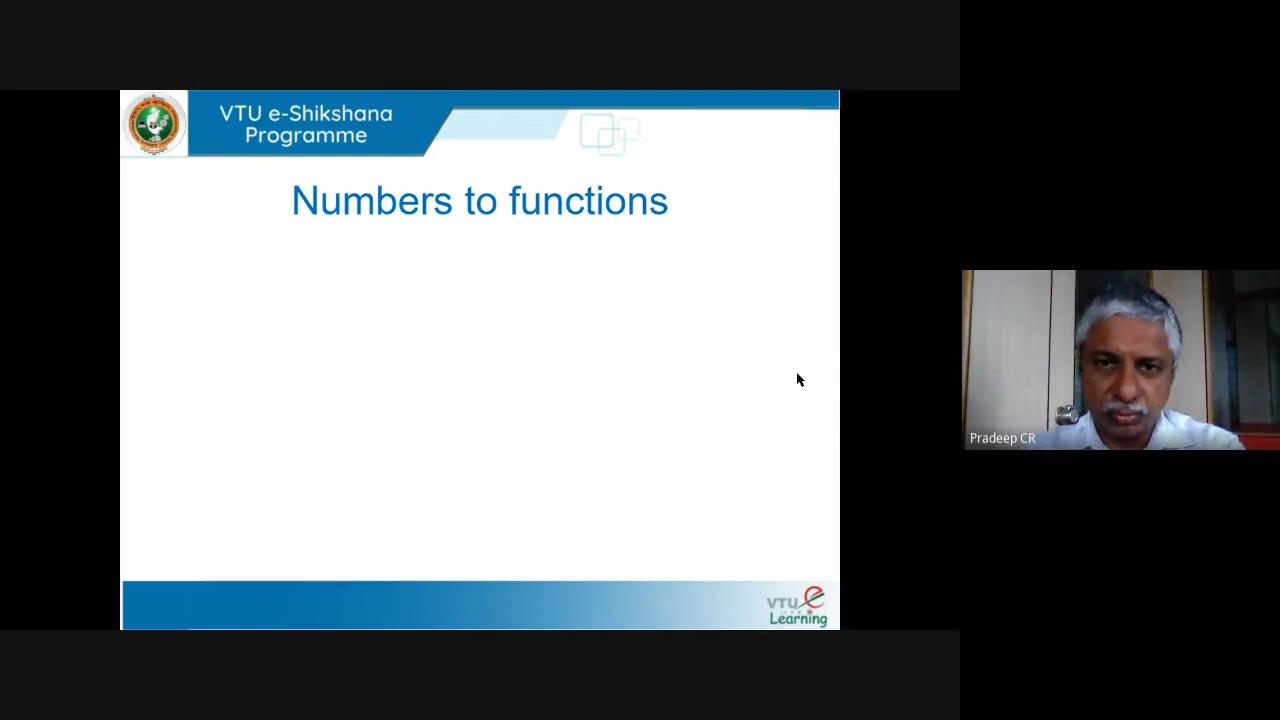 VTU e-Shikshana
Programme
Numbers to functions
Pradeep CR
VTU e
Learning